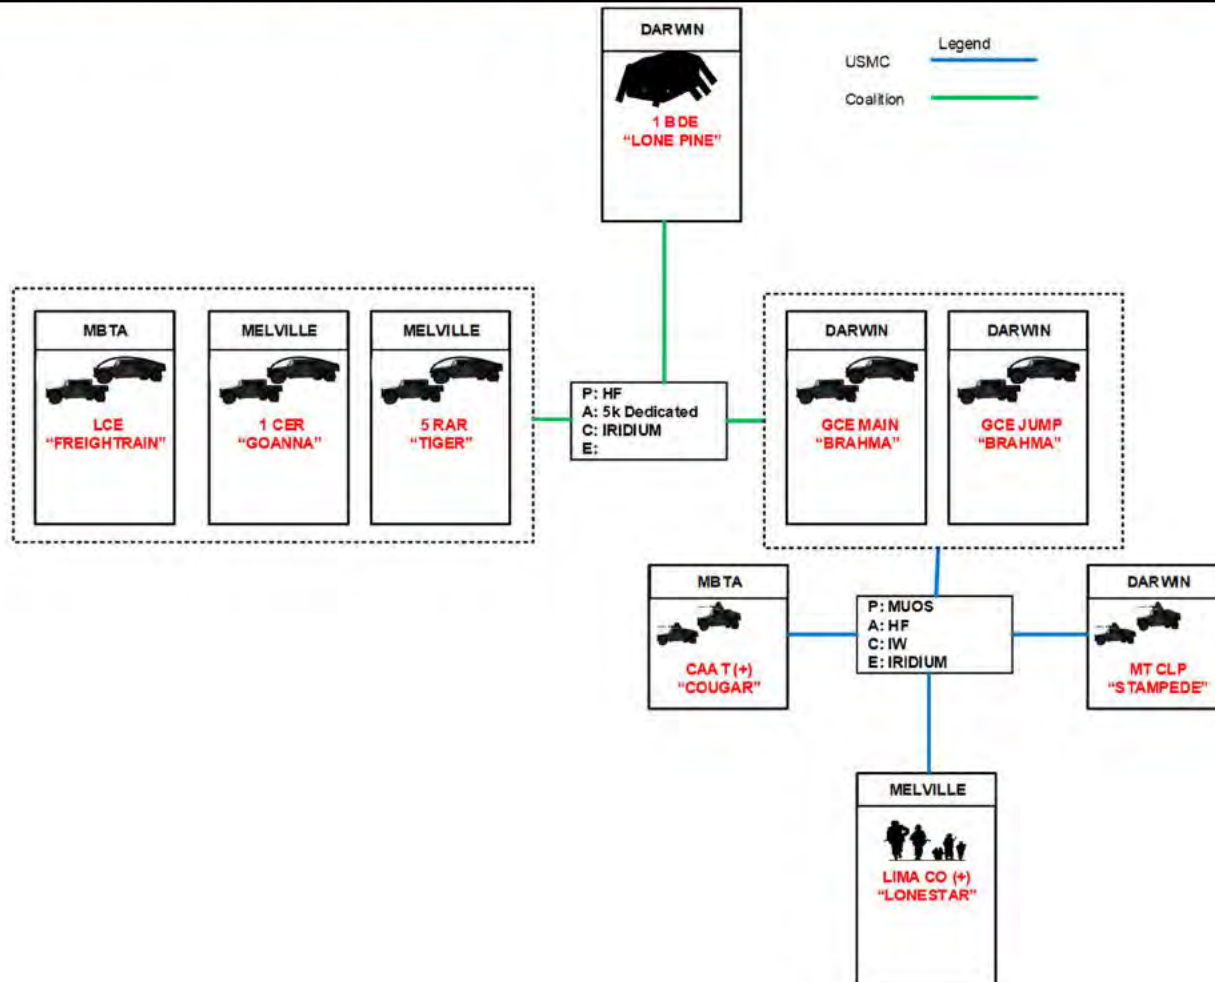 DARWIN
1 BDE
“LONE PINE”
Legend
USMC
Coalition
MBTA
LCE
“FREIGHTRAIN”
MELVILLE
1 CER
“GOANNA”
MELVILLE
5 RAR
“TIGER”
P: HF
A: 5k Dedicated
C: IRIDIUM
E:
DARWIN
GCE MAIN
“BRAHMA”
DARWIN
GCE JUMP
“BRAHMA”
MBTA
CAAT (+)
“COUGAR”
P: MUOS
A: HF
C: IW
E: IRIDIUM
DARWIN
MT CLP
“STAMPEDE”
MELVILLE
LIMA CO (+)
“LONESTAR”